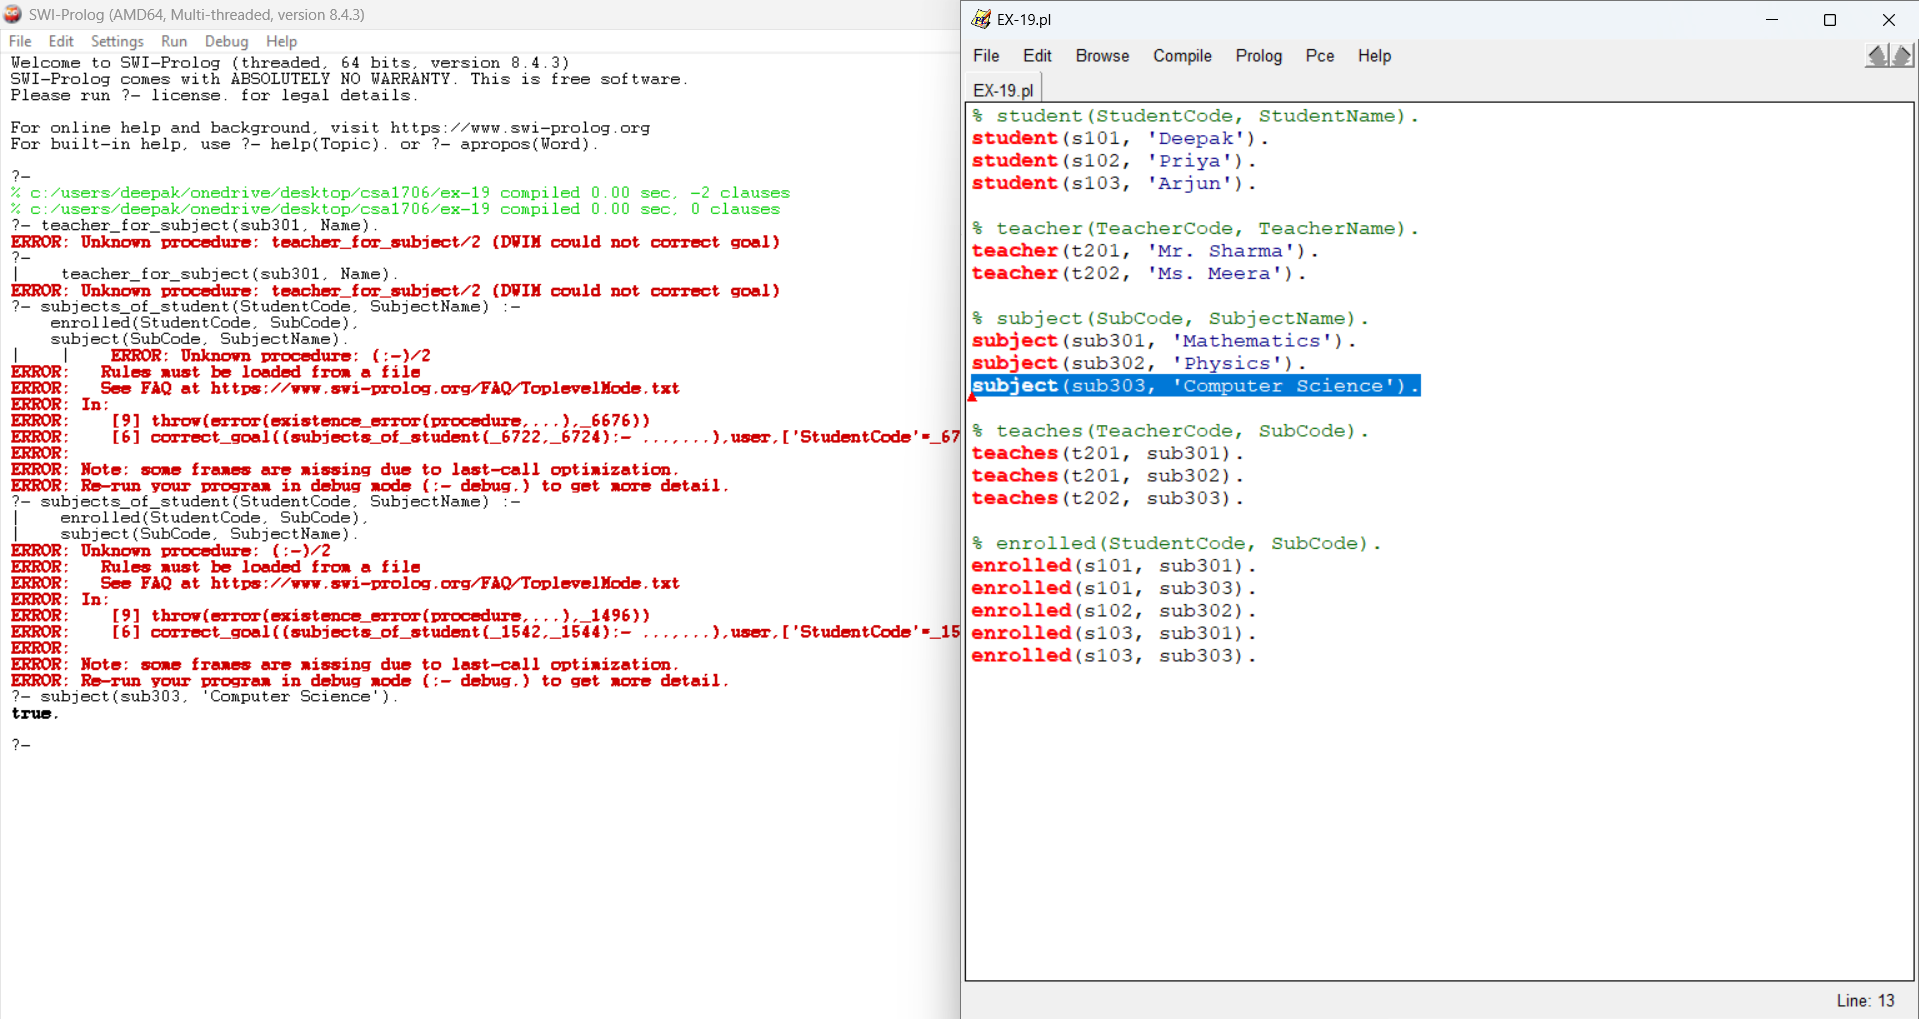 SWI-Prolog (AMD64, Multi-threaded, version 8.4.3)
File Edit Settings Run Debug Help
Welcome to SWI-Prolog (threaded, 64 bits, version 8.4.3)
SWI-Prolog comes with ABSOLUTELY NO WARRANTY. This is free software.
Please run ?- license. for legal details.
For online help and background, visit https://www.swi-prolog.org
For built-in help, use ?- help(Topic). or ?- apropos(Word).
?-
% c:/users/deepak/onedrive/desktop/csa1706/ex-19 compiled 0.00 sec, -2 clauses
% c:/users/deepak/onedrive/desktop/csa1706/ex-19 compiled 0.00 sec, 0 clauses
?- teacher_for_subject(sub301, Name).
ERROR: Unknown procedure: teacher_for_subject/2 (DWIM could not correct goal)
?-
|    teacher_for_subject(sub301, Name).
ERROR: Unknown procedure: teacher_for_subject/2 (DWIM could not correct goal)
?- subjects_of_student(StudentCode, SubjectName) :-
    enrolled(StudentCode, SubCode),
    subject(SubCode, SubjectName).
|    |    ERROR: Unknown procedure: (:-)/2
ERROR:   Rules must be loaded from a file
ERROR:   See FAQ at https://www.swi-prolog.org/FAQ/ToplevelMode.txt
ERROR: In:
ERROR:    [9] throw(error(existence_error(procedure,...),_6676))
ERROR:    [6] correct_goal((subjects_of_student(_6722,_6724):- ...,...),user,['StudentCode'=_67
ERROR:
ERROR: Note: some frames are missing due to last-call optimization.
ERROR: Re-run your program in debug mode (:- debug.) to get more detail.
?- subjects_of_student(StudentCode, SubjectName) :-
|    enrolled(StudentCode, SubCode),
|    subject(SubCode, SubjectName).
ERROR: Unknown procedure: (:-)/2
ERROR:   Rules must be loaded from a file
ERROR:   See FAQ at https://www.swi-prolog.org/FAQ/ToplevelMode.txt
ERROR: In:
ERROR:    [9] throw(error(existence_error(procedure,...),_1496))
ERROR:    [6] correct_goal((subjects_of_student(_1542,_1544):- ...,...),user,['StudentCode'=_15
ERROR:
ERROR: Note: some frames are missing due to last-call optimization.
ERROR: Re-run your program in debug mode (:- debug.) to get more detail.
?- subject(sub303, 'Computer Science').
true.
?-
EX-19.pl
File Edit Browse Compile Prolog Pce Help
EX-19.pl
% student(StudentCode, StudentName).
student(s101, 'Deepak').
student(s102, 'Priya').
student(s103, 'Arjun').
% teacher(TeacherCode, TeacherName).
teacher(t201, 'Mr. Sharma').
teacher(t202, 'Ms. Meera').
% subject(SubCode, SubjectName).
subject(sub301, 'Mathematics').
subject(sub302, 'Physics').
subject(sub303, 'Computer Science').
% teaches(TeacherCode, SubCode).
teaches(t201, sub301).
teaches(t201, sub302).
teaches(t202, sub303).
% enrolled(StudentCode, SubCode).
enrolled(s101, sub301).
enrolled(s101, sub303).
enrolled(s102, sub302).
enrolled(s103, sub301).
enrolled(s103, sub303).
Line: 13